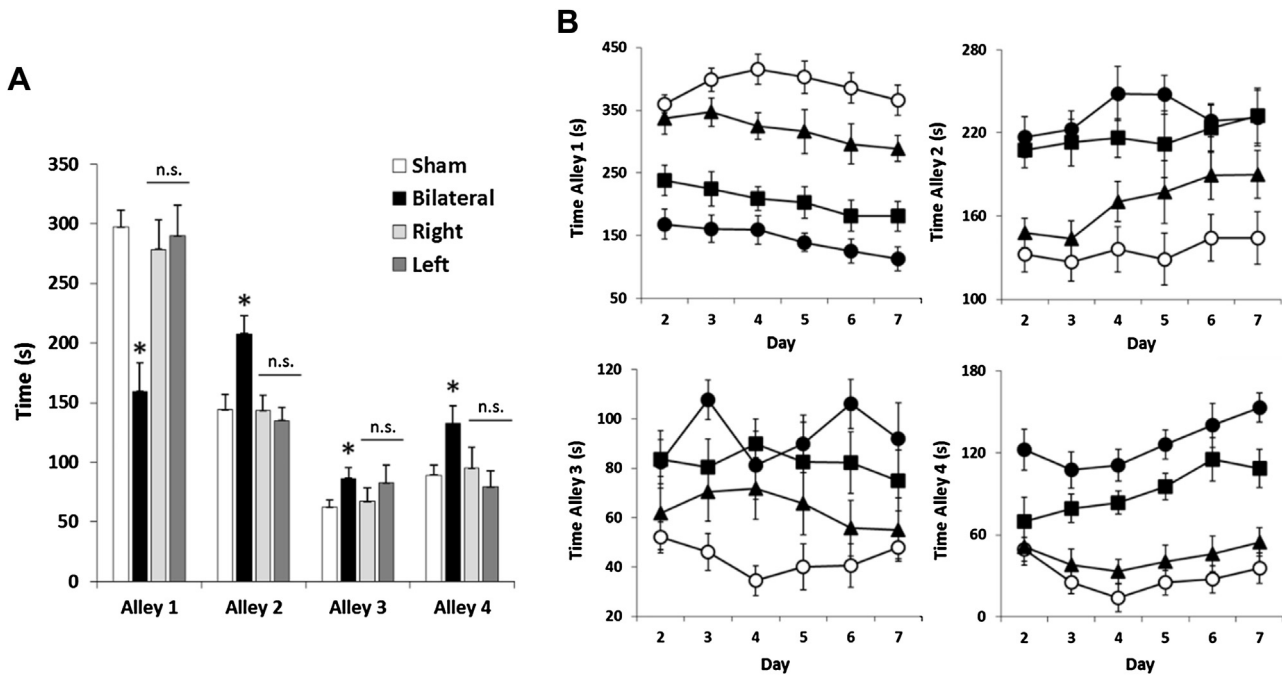 A
350
300
250
200
150
100
50
0
Time (s)
n.s.
*
*
n.s.
*
n.s.
*
n.s.
Sham
Bilateral
Right
Left
Alley 1
Alley 2
Alley 3
Alley 4
B
450
350
250
150
50
Time Alley 1 (s)
2 3 4 5 6 7
Day
280
220
160
100
Time Alley 2 (s)
2 3 4 5 6 7
Day
120
100
80
60
40
20
Time Alley 3 (s)
2 3 4 5 6 7
Day
180
120
60
0
Time Alley 4 (s)
2 3 4 5 6 7
Day